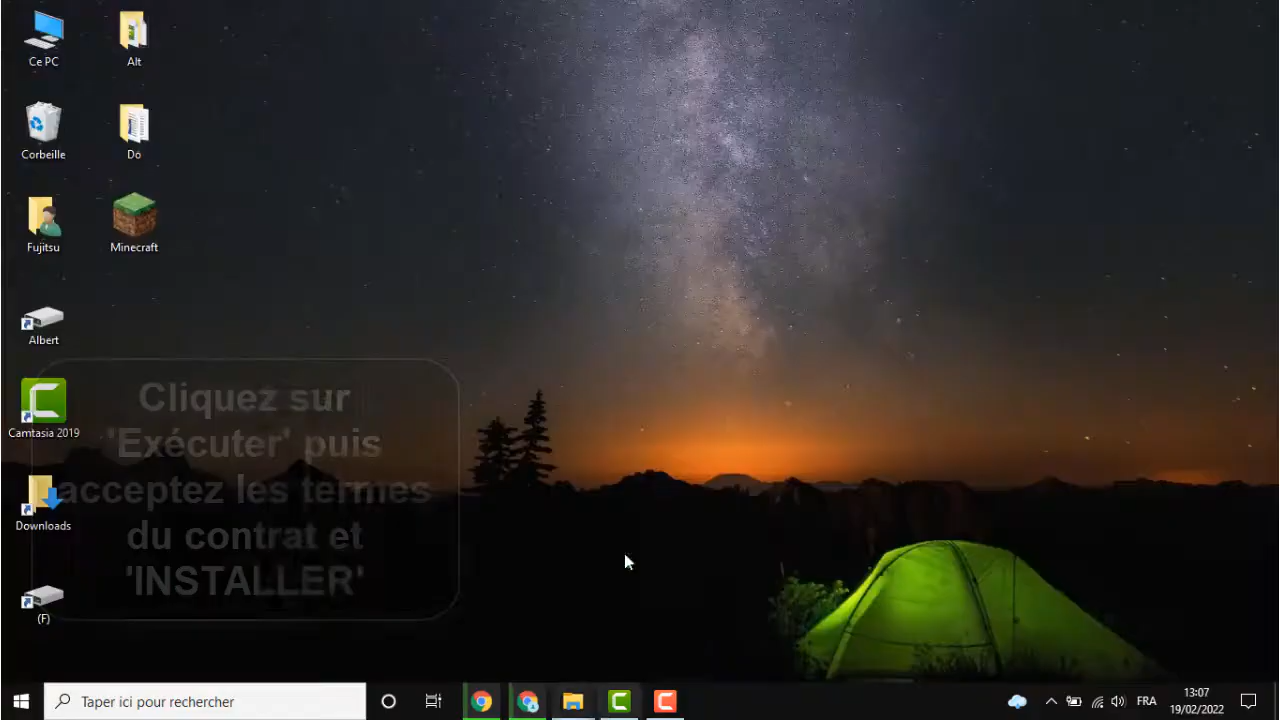 Ce PC
Alt
Corbeille
Do
Fujitsu
Minecraft
Albert
Camtasia 2019
Downloads
(F)
Cliquez sur
'Exécuter' puis
acceptez les termes
du contrat et
'INSTALLER'
Taper ici pour rechercher
FRA
13:07
19/02/2022